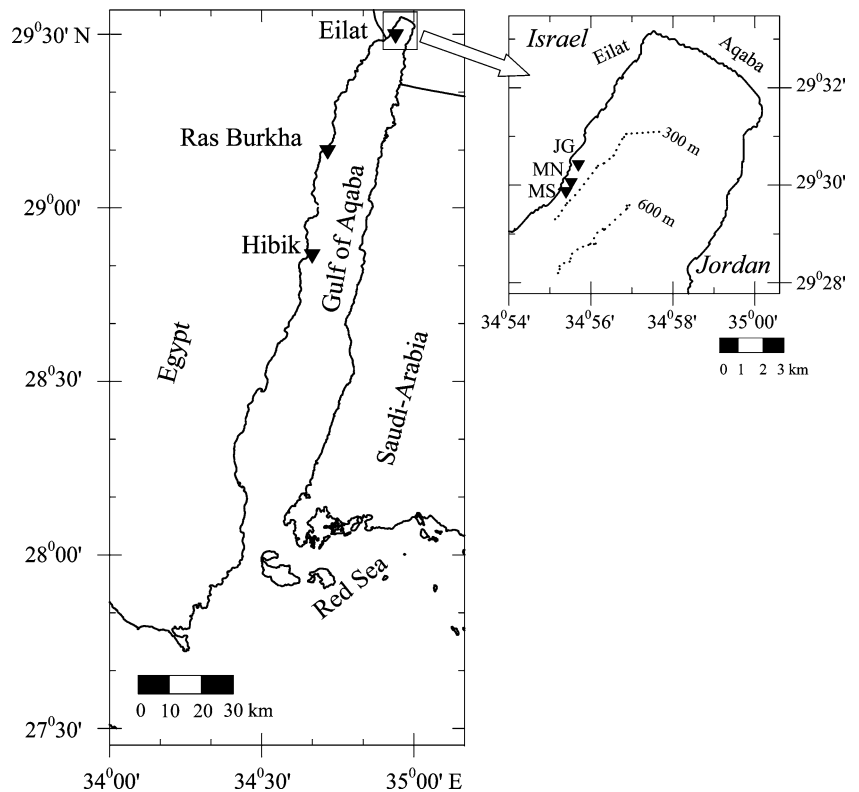 29⁰30' N
Eilat
Ras Burkha
29⁰00'
Hibik
Gulf of Aqaba
Egypt
28⁰30'
Saudi-Arabia
28⁰00'
Red Sea
0 10 20 30 km
27⁰30'
34⁰00'
34⁰30'
35⁰00' E
Israel
Eilat
Aqaba
29⁰32'
300 m
JG
MN
MS
29⁰30'
600 m
Jordan
29⁰28'
34⁰54'
34⁰56'
34⁰58'
35⁰00'
0 1 2 3 km